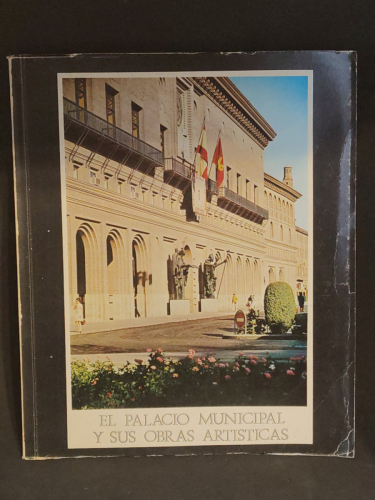 EL PALACIO MUNICIPAL
Y SUS OBRAS ARTISTICAS